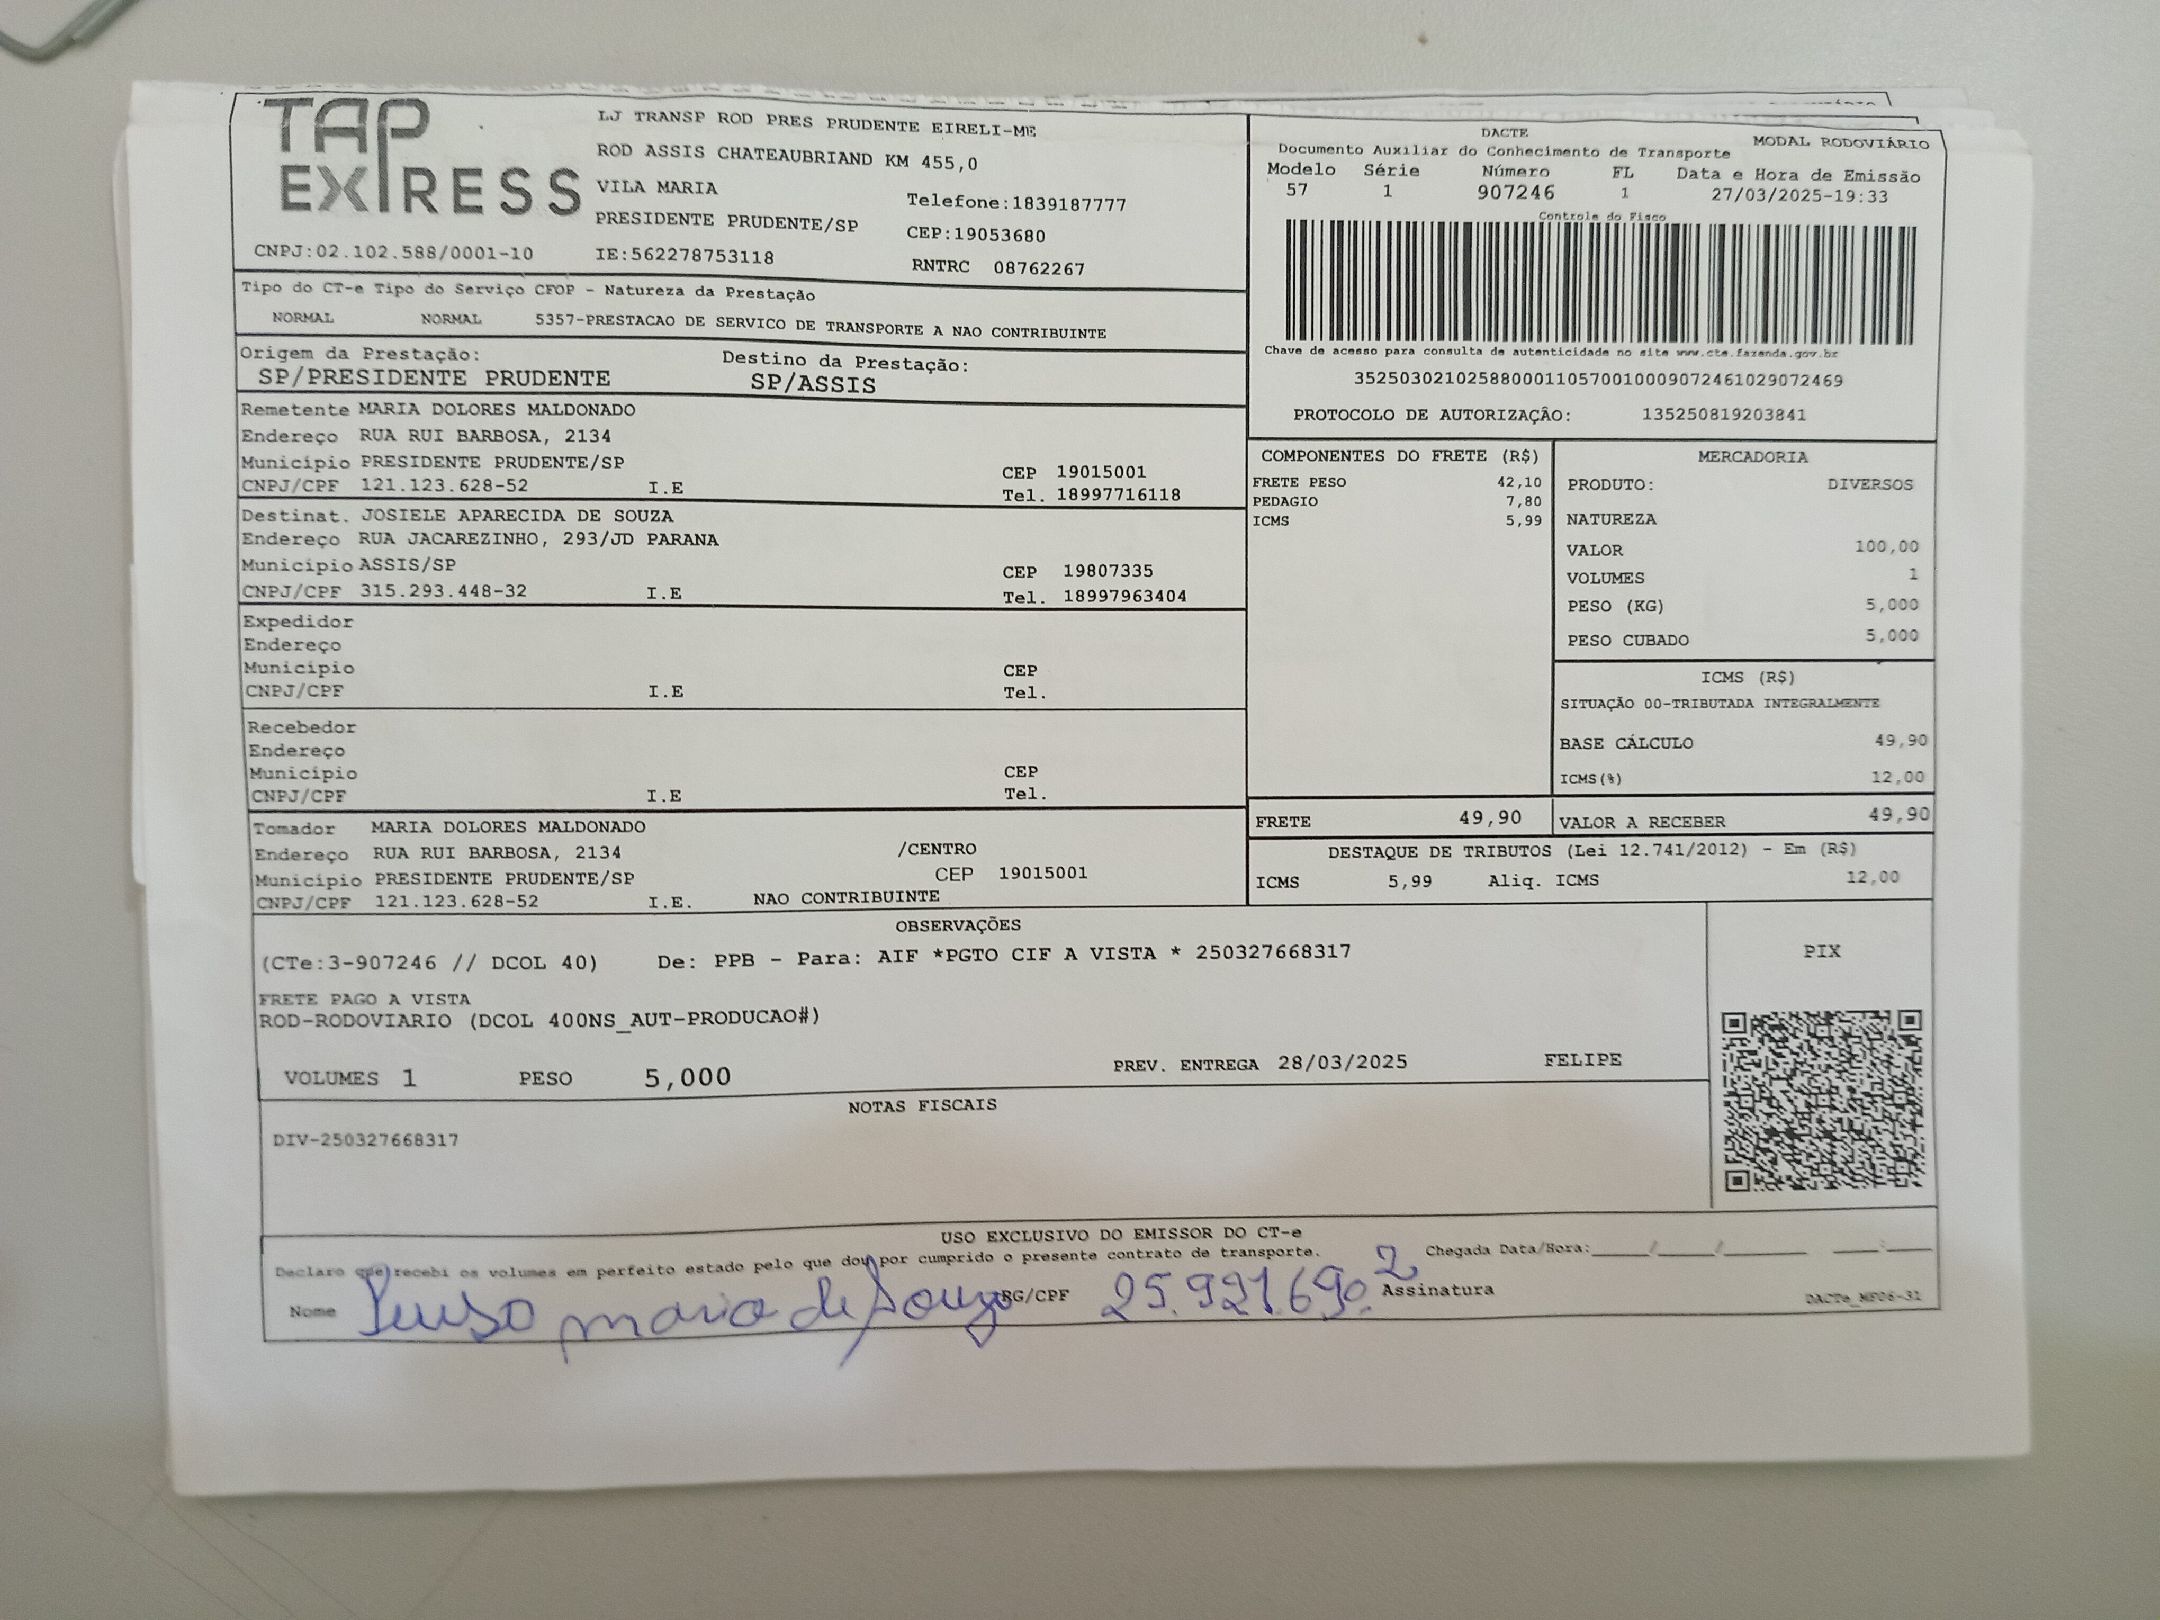 TAP EXPRESS
CNPJ:02.102.588/0001-10
LJ TRANSP ROD PRES PRUDENTE EIRELI-ME
ROD ASSIS CHATEAUBRIAND KM 455,0
VILA MARIA
Telefone:1839187777
PRESIDENTE PRUDENTE/SP
CEP:19053680
IE:562278753118
RNTRC 08762267
DACTE
MODAL RODOVIÁRIO
Documento Auxiliar do Conhecimento de Transporte
Modelo Série Número FL Data e Hora de Emissão
57 1 907246 1 27/03/2025-19:33
Controle do Fisco
Chave de acesso para consulta de autenticidade no site www.cte.fazenda.gov.br
35250302102588000110570010009072461029072469
PROTOCOLO DE AUTORIZAÇÃO: 135250819203841
Tipo do CT-e Tipo do Serviço CFOP - Natureza da Prestação
NORMAL NORMAL 5357-PRESTACAO DE SERVICO DE TRANSPORTE A NAO CONTRIBUINTE
Origem da Prestação: Destino da Prestação:
SP/PRESIDENTE PRUDENTE SP/ASSIS
Remetente MARIA DOLORES MALDONADO
Endereço RUA RUI BARBOSA, 2134
Município PRESIDENTE PRUDENTE/SP CEP 19015001
CNPJ/CPF 121.123.628-52 I.E Tel. 18997716118
Destinat. JOSIELE APARECIDA DE SOUZA
Endereço RUA JACAREZINHO, 293/JD PARANA
Município ASSIS/SP CEP 19807335
CNPJ/CPF 315.293.448-32 I.E Tel. 18997963404
Expedidor
Endereço
Município CEP
CNPJ/CPF I.E Tel.
Recebedor
Endereço
Município CEP
CNPJ/CPF I.E Tel.
Tomador MARIA DOLORES MALDONADO
Endereço RUA RUI BARBOSA, 2134 /CENTRO
Município PRESIDENTE PRUDENTE/SP CEP 19015001
CNPJ/CPF 121.123.628-52 I.E. NAO CONTRIBUINTE
COMPONENTES DO FRETE (R$)
FRETE PESO 42,10
PEDAGIO 7,80
ICMS 5,99
MERCADORIA
PRODUTO: DIVERSOS
NATUREZA
VALOR 100,00
VOLUMES 1
PESO (KG) 5,000
PESO CUBADO 5,000
ICMS (R$)
SITUAÇÃO 00-TRIBUTADA INTEGRALMENTE
BASE CÁLCULO 49,90
ICMS(%) 12,00
FRETE 49,90 VALOR A RECEBER 49,90
DESTAQUE DE TRIBUTOS (Lei 12.741/2012) - Em (R$)
ICMS 5,99 Aliq. ICMS 12,00
OBSERVAÇÕES
(CTe:3-907246 // DCOL 40) De: PPB - Para: AIF *PGTO CIF A VISTA * 250327668317
FRETE PAGO A VISTA
ROD-RODOVIARIO (DCOL 400NS_AUT-PRODUCAO#)
VOLUMES 1 PESO 5,000 PREV. ENTREGA 28/03/2025 FELIPE
PIX
NOTAS FISCAIS
DIV-250327668317
USO EXCLUSIVO DO EMISSOR DO CT-e
Declaro que recebi os volumes em perfeito estado pelo que dou por cumprido o presente contrato de transporte. Chegada Data/Hora:____/____/______ ___:___
Nome maria de Souza RG/CPF 25.921.690.2 Assinatura
DACTe_MF06-31